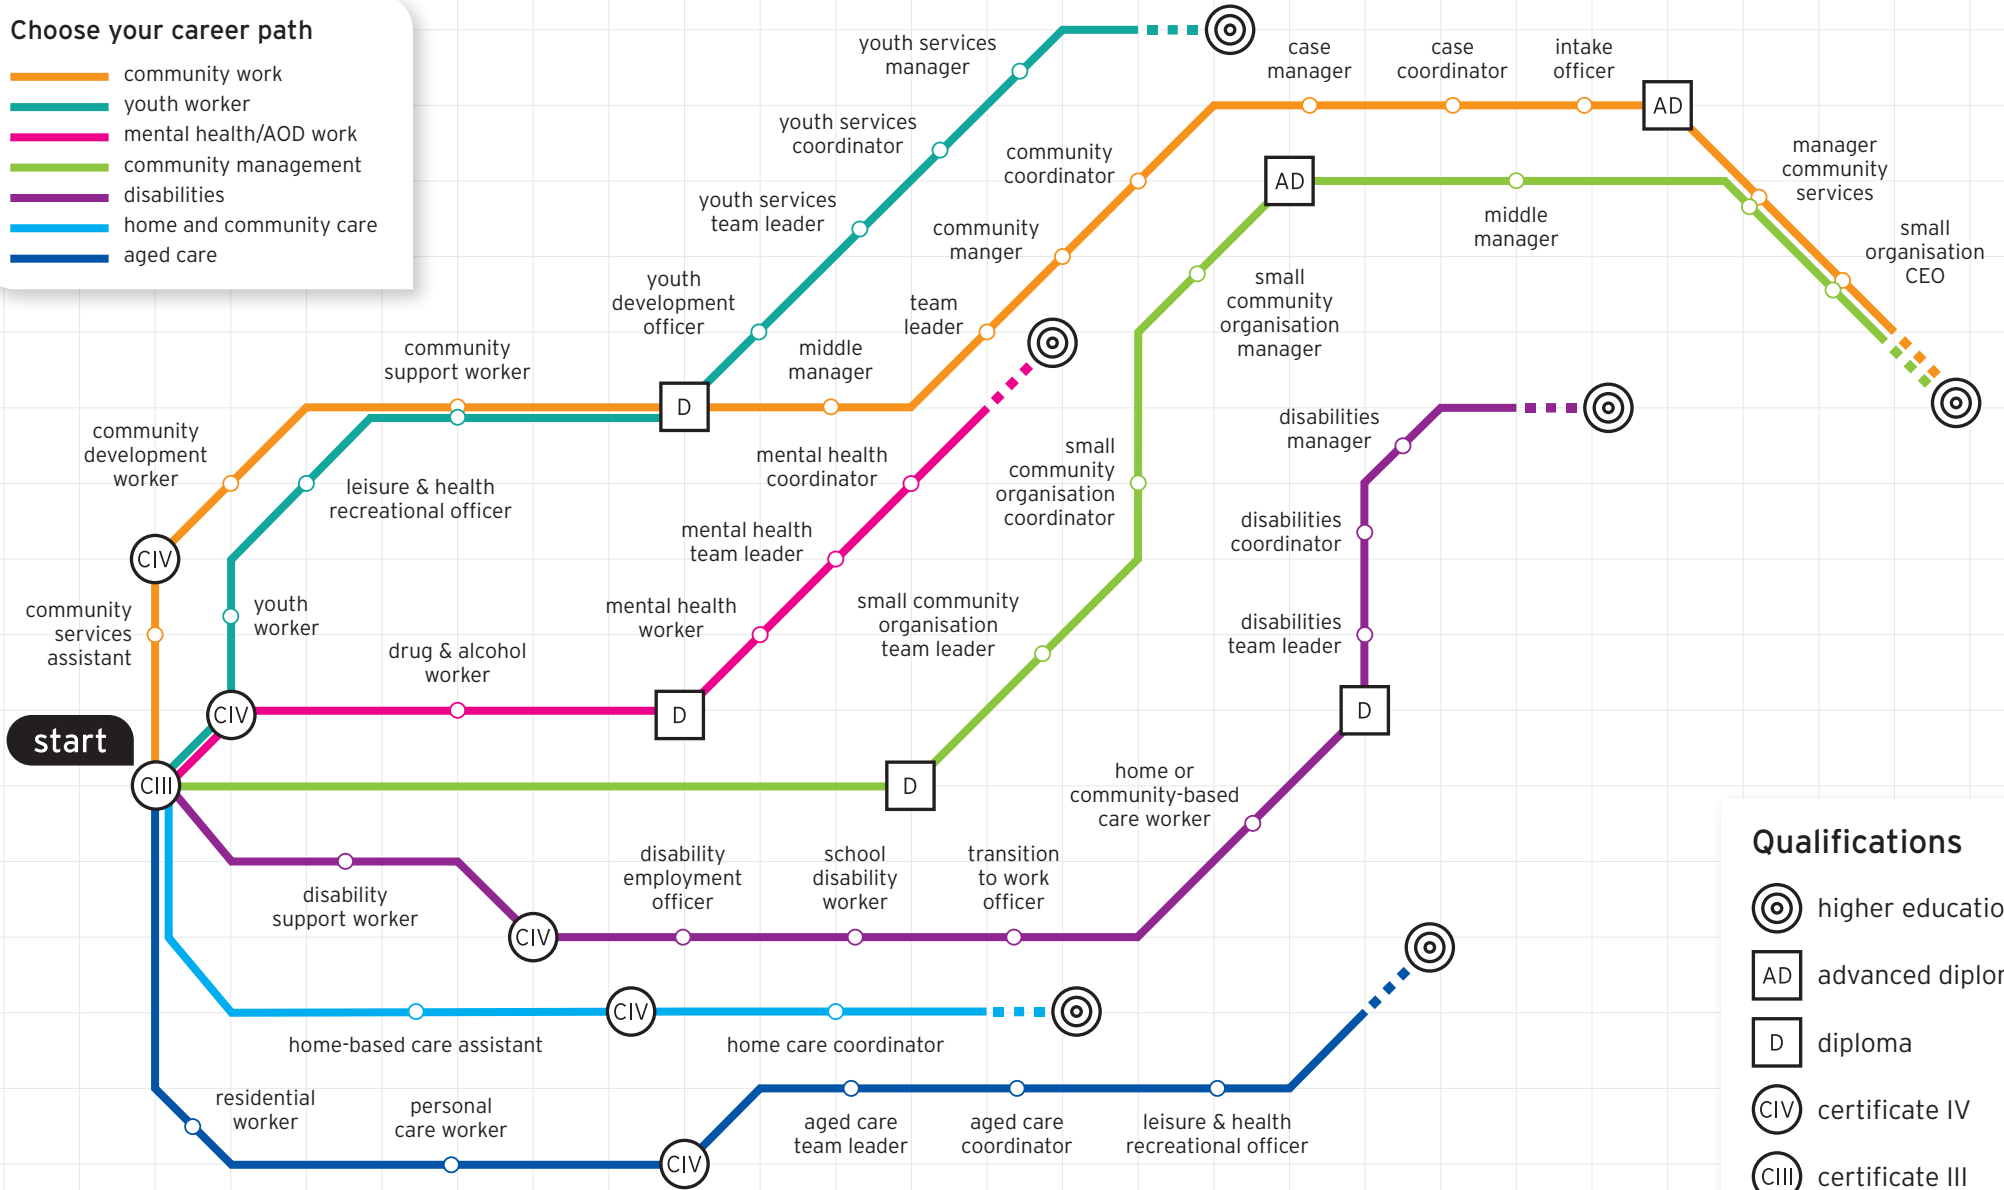 Choose your career path
community work
youth worker
mental health/AOD work
community management
disabilities
home and community care
aged care
youth services
manager
youth services
coordinator
youth services
team leader
youth
development
officer
case
manager
case
coordinator
intake
officer
AD
manager
community
services
small
organisation
CEO
community
coordinator
community
manger
team
leader
middle
manager
AD
middle
manager
small
community
organisation
manager
community
support worker
D
community
development
worker
leisure & health
recreational officer
CIV
community
services
assistant
youth
worker
mental health
coordinator
mental health
team leader
mental health
worker
drug & alcohol
worker
CIV
D
small
community
organisation
coordinator
small community
organisation
team leader
disabilities
manager
disabilities
coordinator
disabilities
team leader
D
start
CIII
D
home or
community-based
care worker
disability
support worker
disability
employment
officer
school
disability
worker
transition
to work
officer
CIV
home-based care assistant
CIV
home care coordinator
residential
worker
personal
care worker
CIV
aged care
team leader
aged care
coordinator
leisure & health
recreational officer
Qualifications
higher educatio
AD advanced diplor
D diploma
CIV certificate IV
CIII certificate III